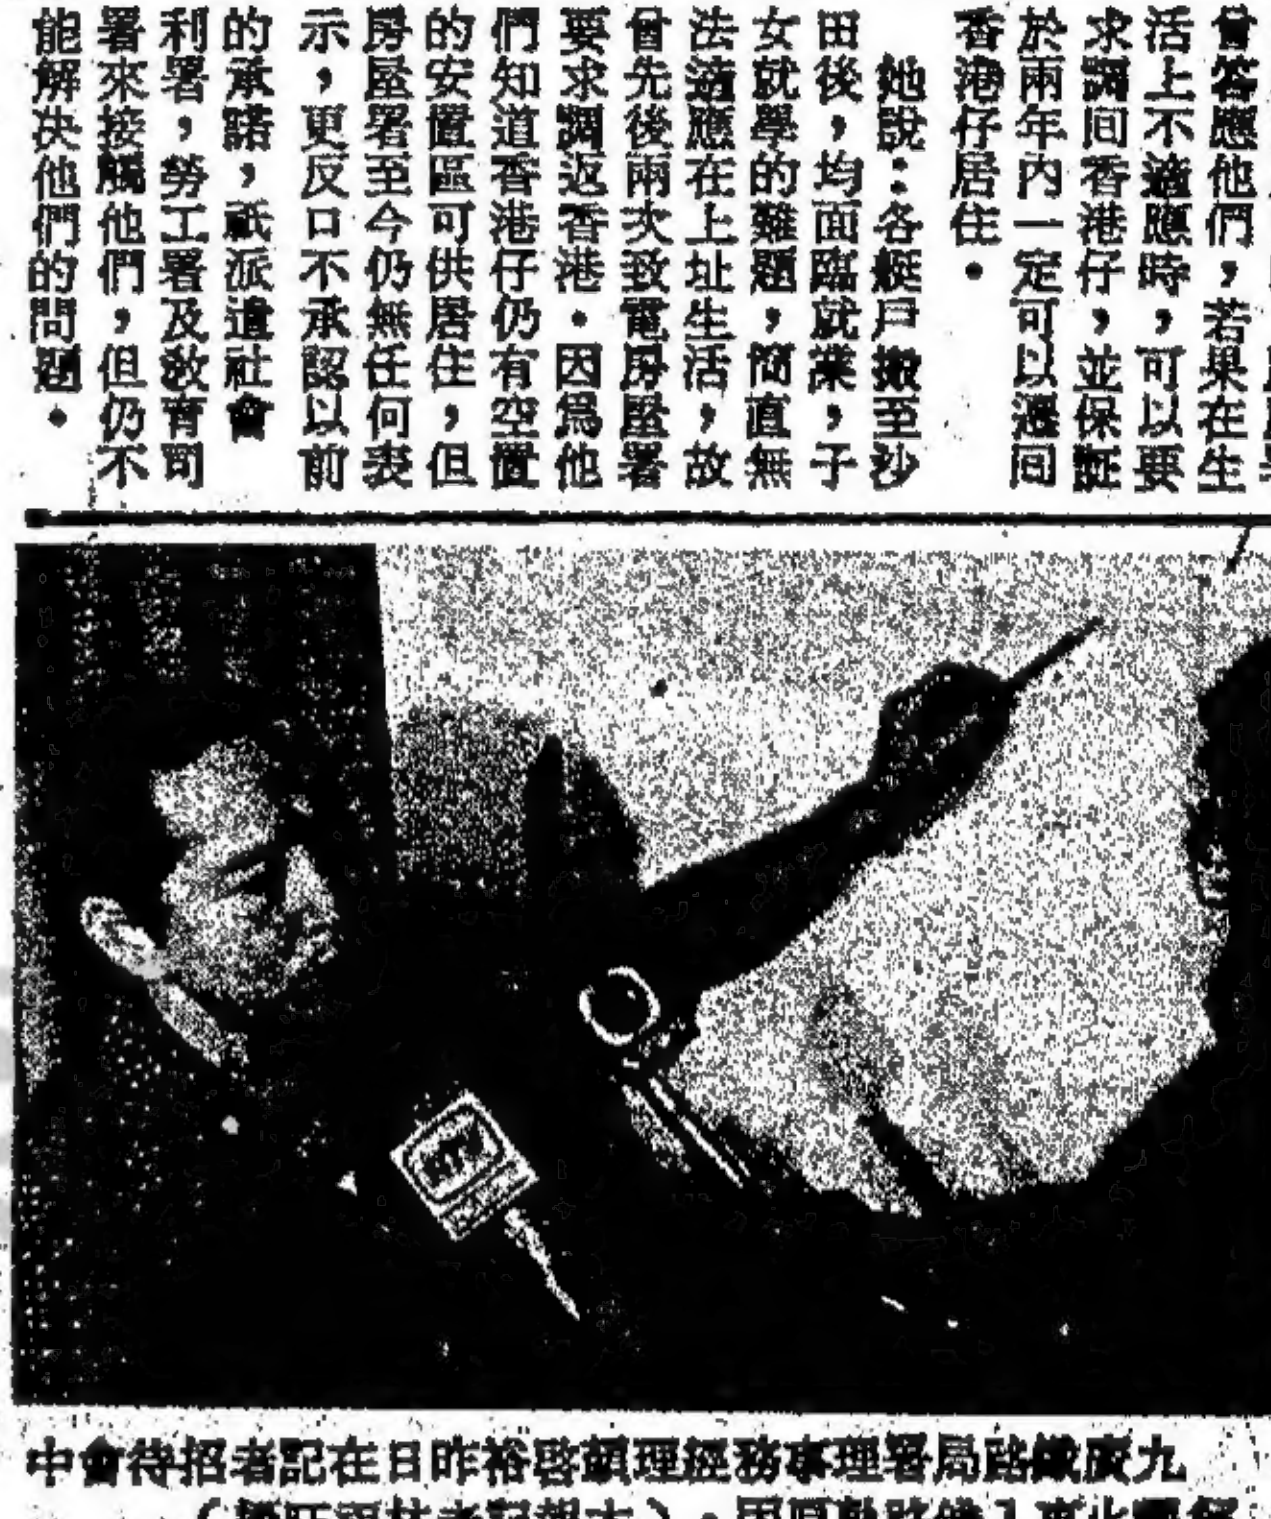 曾答應他們，若果在生
活上不適應時，可以要
求調囘香港仔，並保証
於兩年內一定可以遷囘
香港仔居住。
她說：各艇戶搬至沙
田後，均面臨就業，子
女就學的難題，簡直無
法適應在上址生活，故
曾先後兩次致電房屋署
要求調返香港。因爲他
們知道香港仔仍有空置
的安置區可供居住，但
房屋署至今仍無任何表
示，更反口不承認以前
的承諾，祇派遣社會
利署，勞工署及敎育司
署來接觸他們，但仍不
能解决他們的問題。
九廣鐵路局署理事務經理顧啓裕昨日在記者招待會中